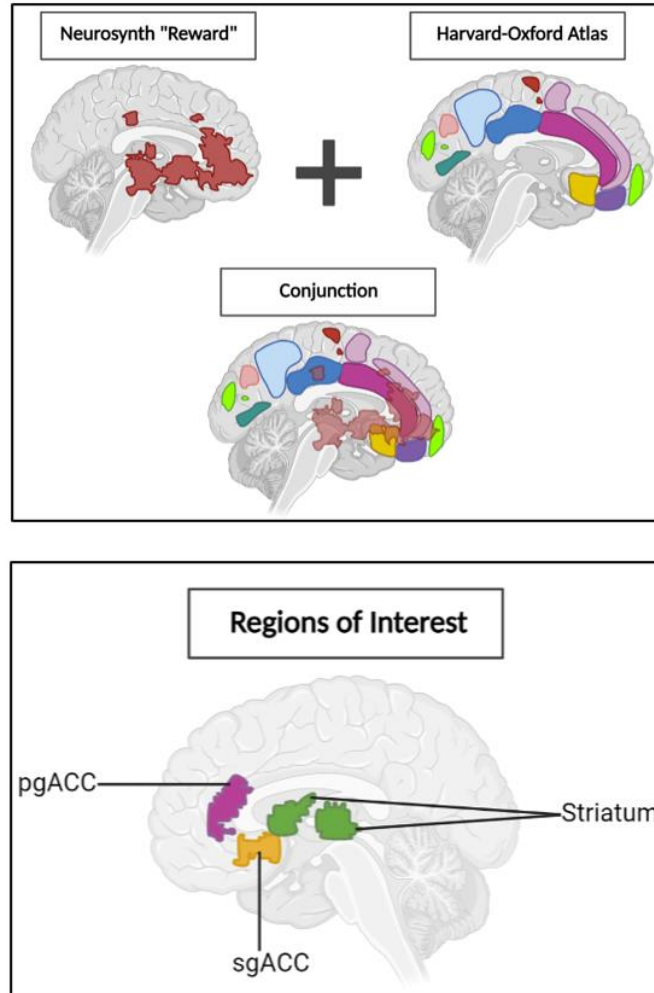 Neurosynth "Reward"
Harvard-Oxford Atlas
Conjunction
Regions of Interest
pgACC
Striatum
sgACC